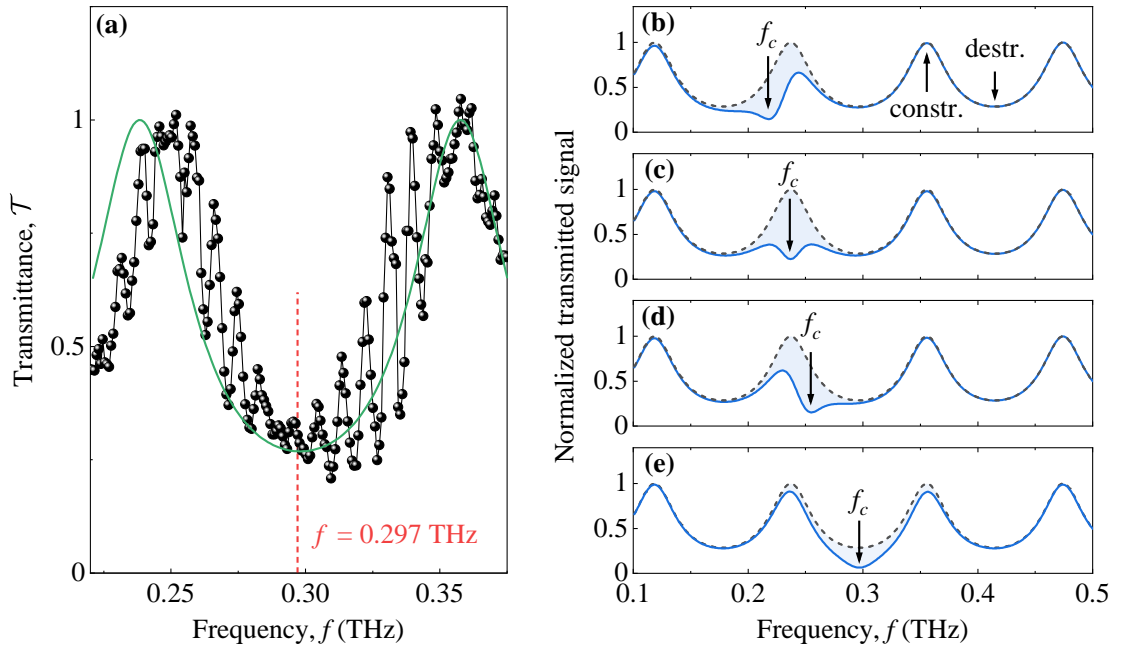 (a)
Transmittance, 𝒯
1
0.5
0
f = 0.297 THz
0.25
0.30
0.35
Frequency, f (THz)
Normalized transmitted signal
(b)
1
0.5
0
f_c
constr.
destr.
(c)
1
0.5
0
f_c
(d)
1
0.5
0
f_c
(e)
1
0.5
0
f_c
0.1
0.2
0.3
0.4
0.5
Frequency, f (THz)